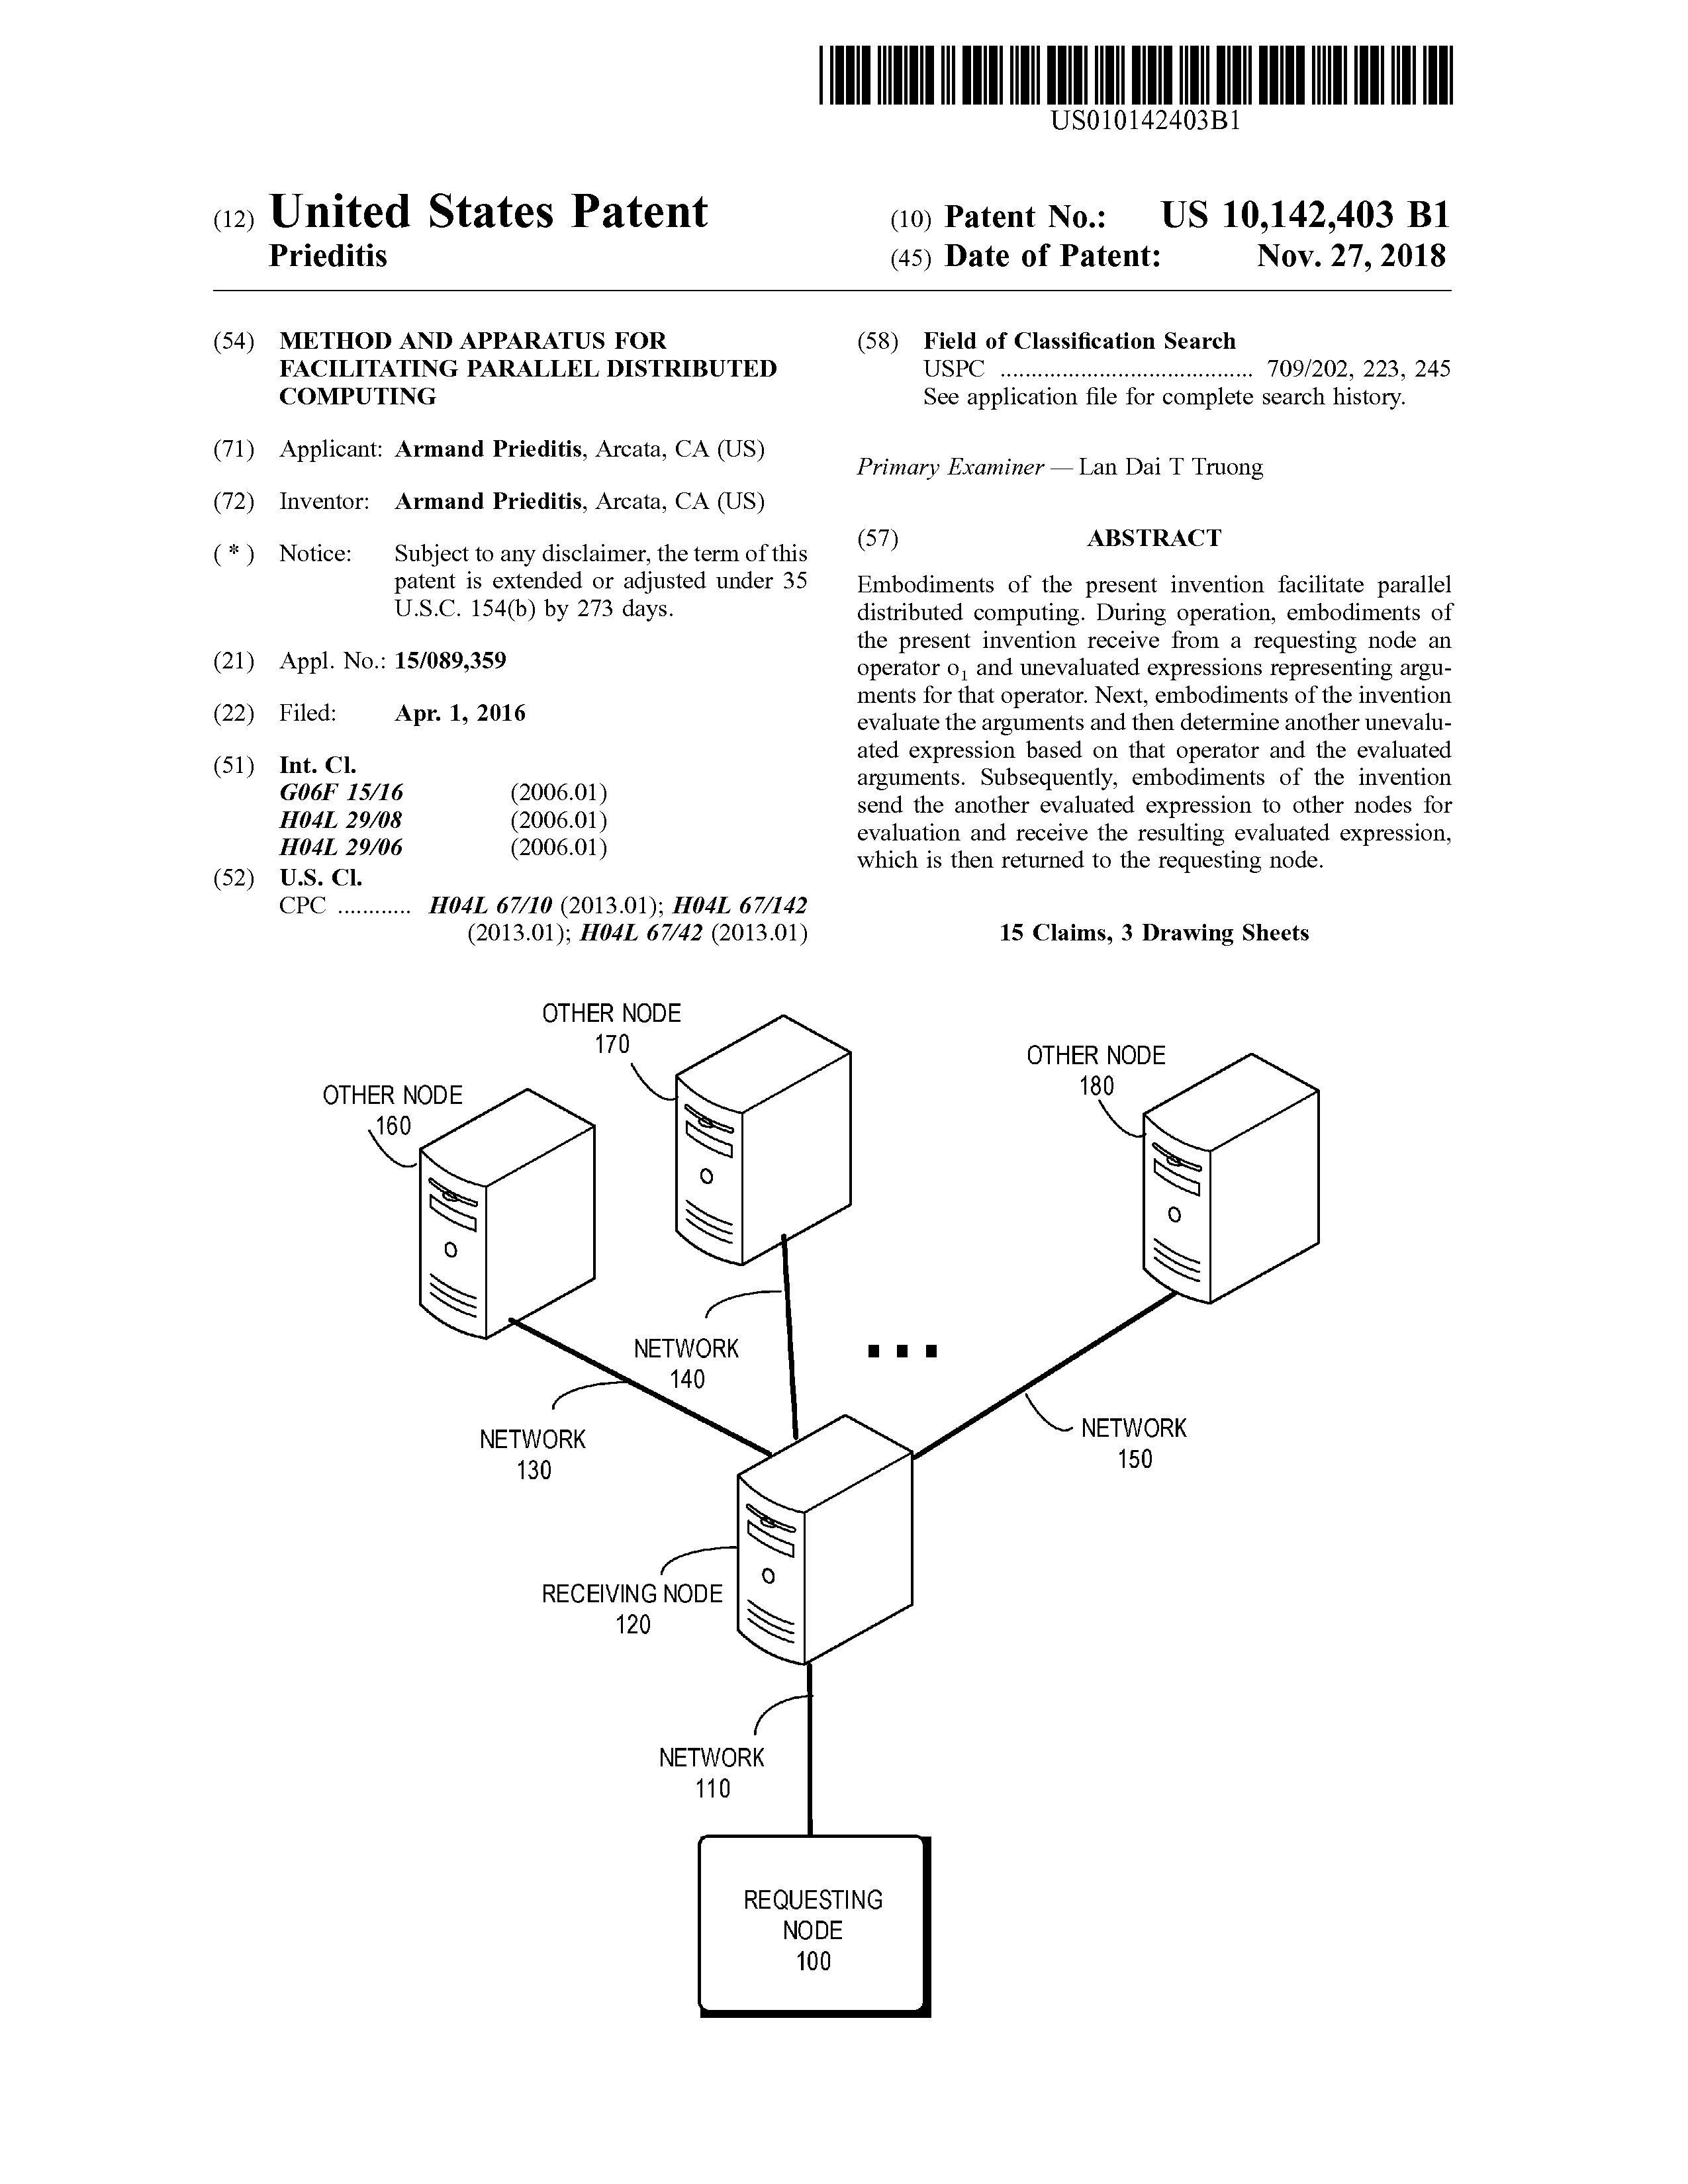 US010142403B1
(12) United States Patent
Prieditis
(10) Patent No.: US 10,142,403 B1
(45) Date of Patent: Nov. 27, 2018
(54) METHOD AND APPARATUS FOR
FACILITATING PARALLEL DISTRIBUTED
COMPUTING
(71) Applicant: Armand Prieditis, Arcata, CA (US)
(72) Inventor: Armand Prieditis, Arcata, CA (US)
( * ) Notice: Subject to any disclaimer, the term of this
patent is extended or adjusted under 35
U.S.C. 154(b) by 273 days.
(21) Appl. No.: 15/089,359
(22) Filed: Apr. 1, 2016
(51) Int. Cl.
G06F 15/16 (2006.01)
H04L 29/08 (2006.01)
H04L 29/06 (2006.01)
(52) U.S. Cl.
CPC ............ H04L 67/10 (2013.01); H04L 67/142
(2013.01); H04L 67/42 (2013.01)
(58) Field of Classification Search
USPC ........................................ 709/202, 223, 245
See application file for complete search history.
Primary Examiner — Lan Dai T Truong
(57) ABSTRACT
Embodiments of the present invention facilitate parallel
distributed computing. During operation, embodiments of
the present invention receive from a requesting node an
operator o₁ and unevaluated expressions representing argu-
ments for that operator. Next, embodiments of the invention
evaluate the arguments and then determine another unevalu-
ated expression based on that operator and the evaluated
arguments. Subsequently, embodiments of the invention
send the another evaluated expression to other nodes for
evaluation and receive the resulting evaluated expression,
which is then returned to the requesting node.
15 Claims, 3 Drawing Sheets
OTHER NODE
170
OTHER NODE
180
OTHER NODE
160
NETWORK
140
NETWORK
130
NETWORK
150
RECEIVING NODE
120
NETWORK
110
REQUESTING
NODE
100